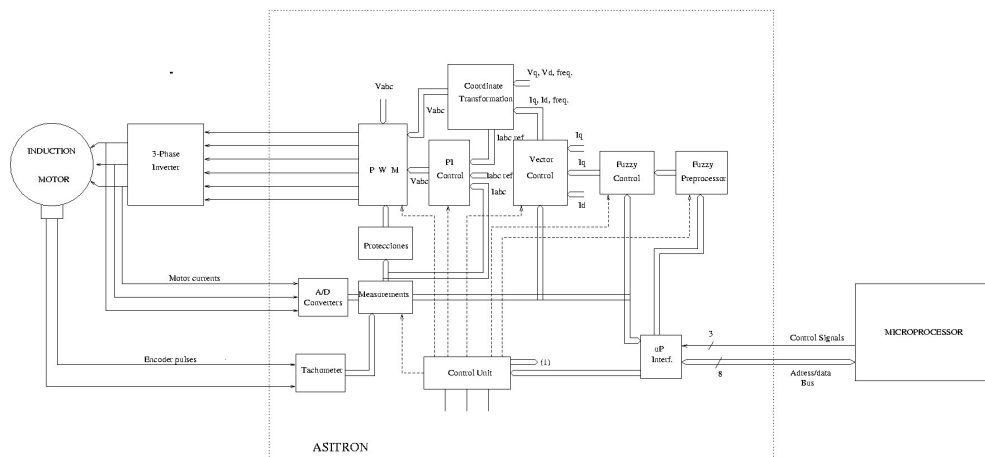 Vq, Vd, freq.
Coordinate
Transformation
Vabc
Vabc
Iq, Id, freq.
INDUCTION
MOTOR
3-Phase
Inverter
P W M
Iabc ref
Iq
PI
Control
Vector
Control
Fuzzy
Control
Fuzzy
Preprocessor
Iq
Vabc
Iabc ref
Iabc
Id
Protecciones
Motor currents
A/D
Converters
Measurements
MICROPROCESSOR
3
Control Signals
uP
Interf.
Encoder pulses
Tachometer
(1)
Control Unit
8
Adress/data
Bus
ASITRON